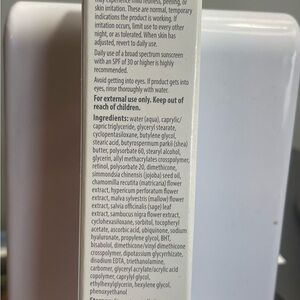 may experience mild redness, peeling, or
skin irritation. These are normal, temporary
indications the product is working. If
irritation occurs, limit use to every other
night, or as tolerated. When skin has
adjusted, revert to daily use.
Daily use of a broad spectrum sunscreen
with an SPF of 30 or higher is highly
recommended.
Avoid getting into eyes. If product gets into
eyes, rinse thoroughly with water.
For external use only. Keep out of
reach of children.
Ingredients: water (aqua), caprylic/
capric triglyceride, glyceryl stearate,
cyclopentasiloxane, butylene glycol,
stearic acid, butyrospermum parkii (shea)
butter, polysorbate 60, stearyl alcohol,
glycerin, allyl methacrylates crosspolymer,
retinol, polysorbate 20, dimethicone,
simmondsia chinensis (jojoba) seed oil,
chamomilla recutita (matricaria) flower
extract, hypericum perforatum flower
extract, malva sylvestris (mallow) flower
extract, salvia officinalis (sage) leaf
extract, sambucus nigra flower extract,
cyclohexasiloxane, sorbitol, tocopheryl
acetate, ascorbic acid, ubiquinone, sodium
hyaluronate, propylene glycol, BHT,
bisabolol, dimethicone/vinyl dimethicone
crosspolymer, dipotassium glycyrrhizate,
disodium EDTA, triethanolamine,
carbomer, glyceryl acrylate/acrylic acid
copolymer, caprylyl glycol,
ethylhexylglycerin, hexylene glycol,
phenoxyethanol